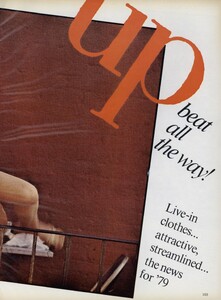 up
beat
all
the way!
Live-in
clothes...
attractive,
streamlined...
the news
for '79